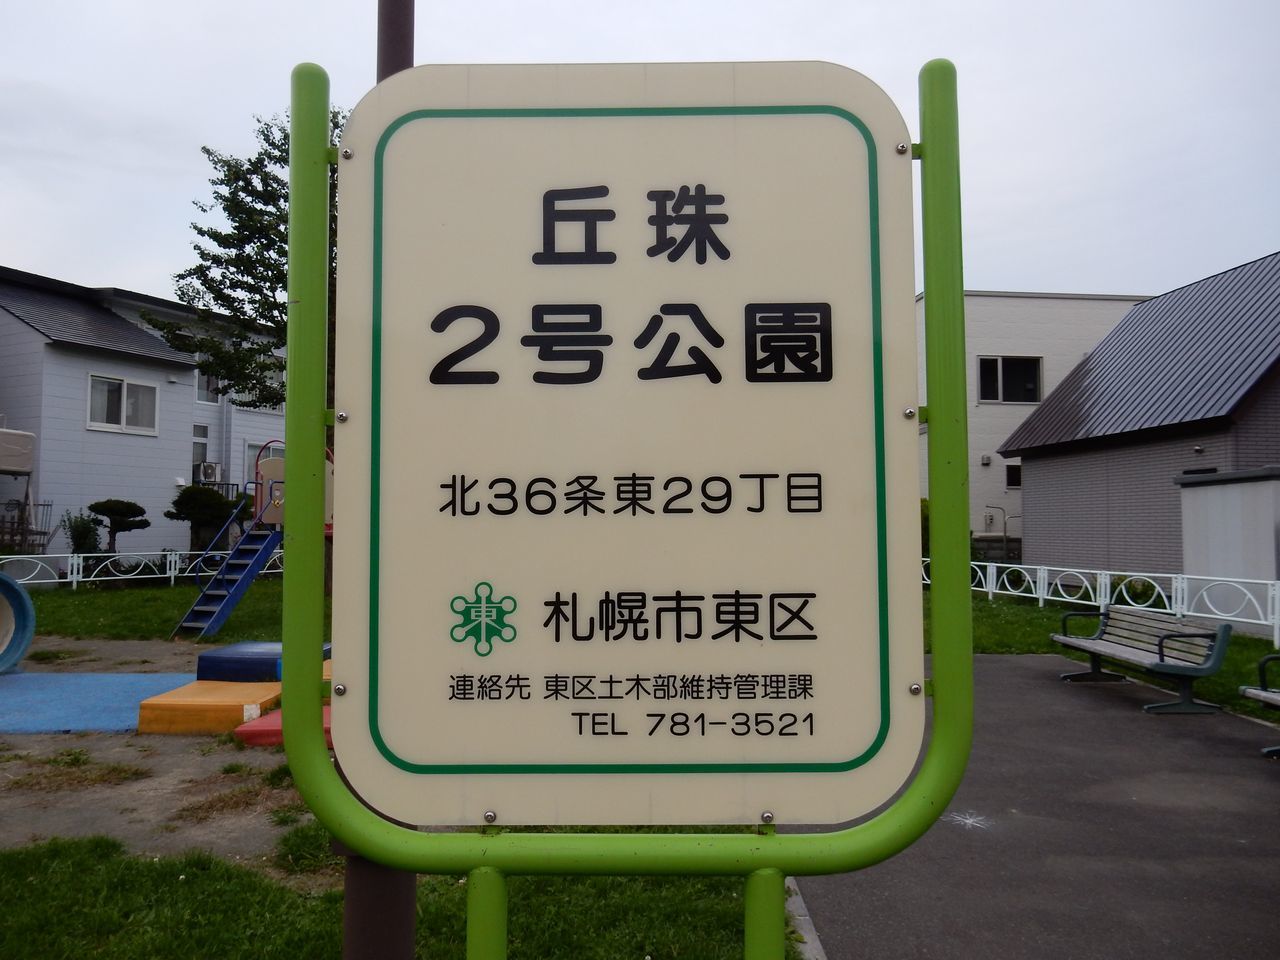 丘珠
2号公園
北36条東29丁目
東 札幌市東区
連絡先 東区土木部維持管理課
TEL 781-3521